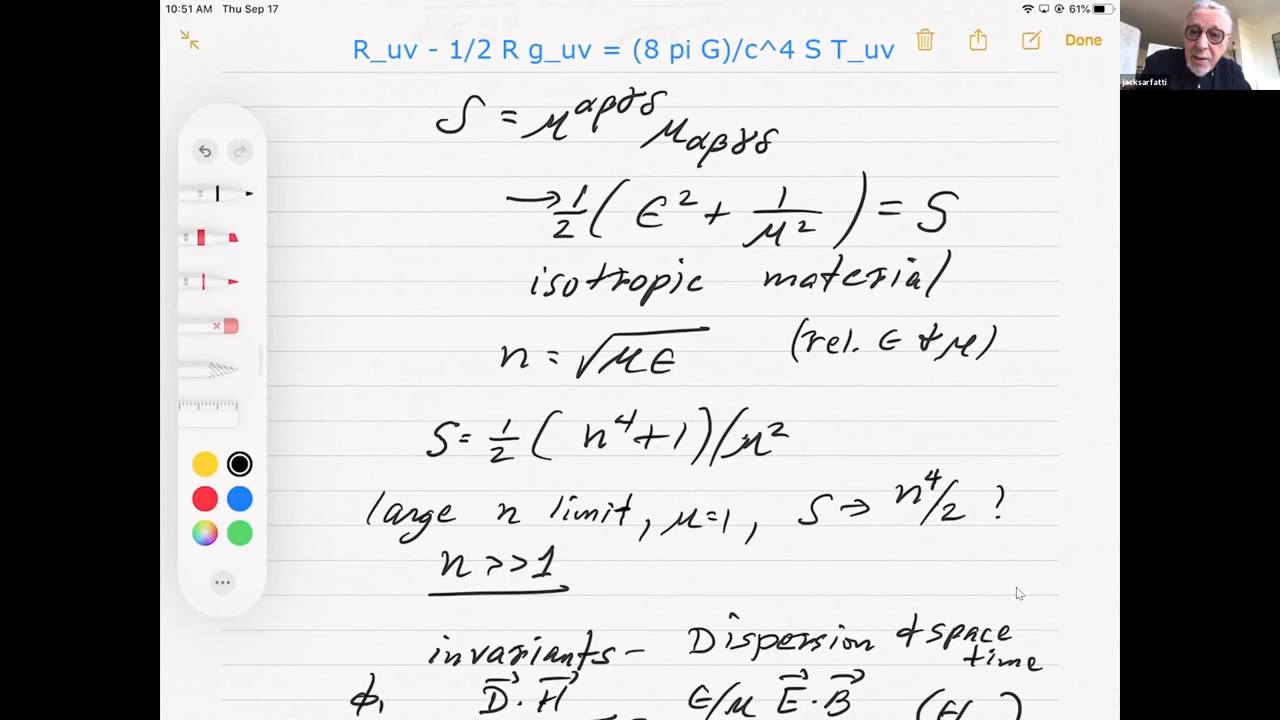 10:51 AM Thu Sep 17
61%
R_uv - 1/2 R g_uv = (8 pi G)/c^4 S T_uv
Done
jacksarfatti
S = μ^αβγδ μ_αβγδ
→ 1/2 ( ϵ² + 1/μ² ) = S
isotropic material
n = √μϵ (rel. ϵ & μ)
S = 1/2 ( n⁴ + 1 ) / μ²
large n limit, μ=1, S → n⁴/2 ?
n >> 1
invariants - Dispersion & space
time
D⃗ · H⃗ ϵ/μ E⃗ · B⃗